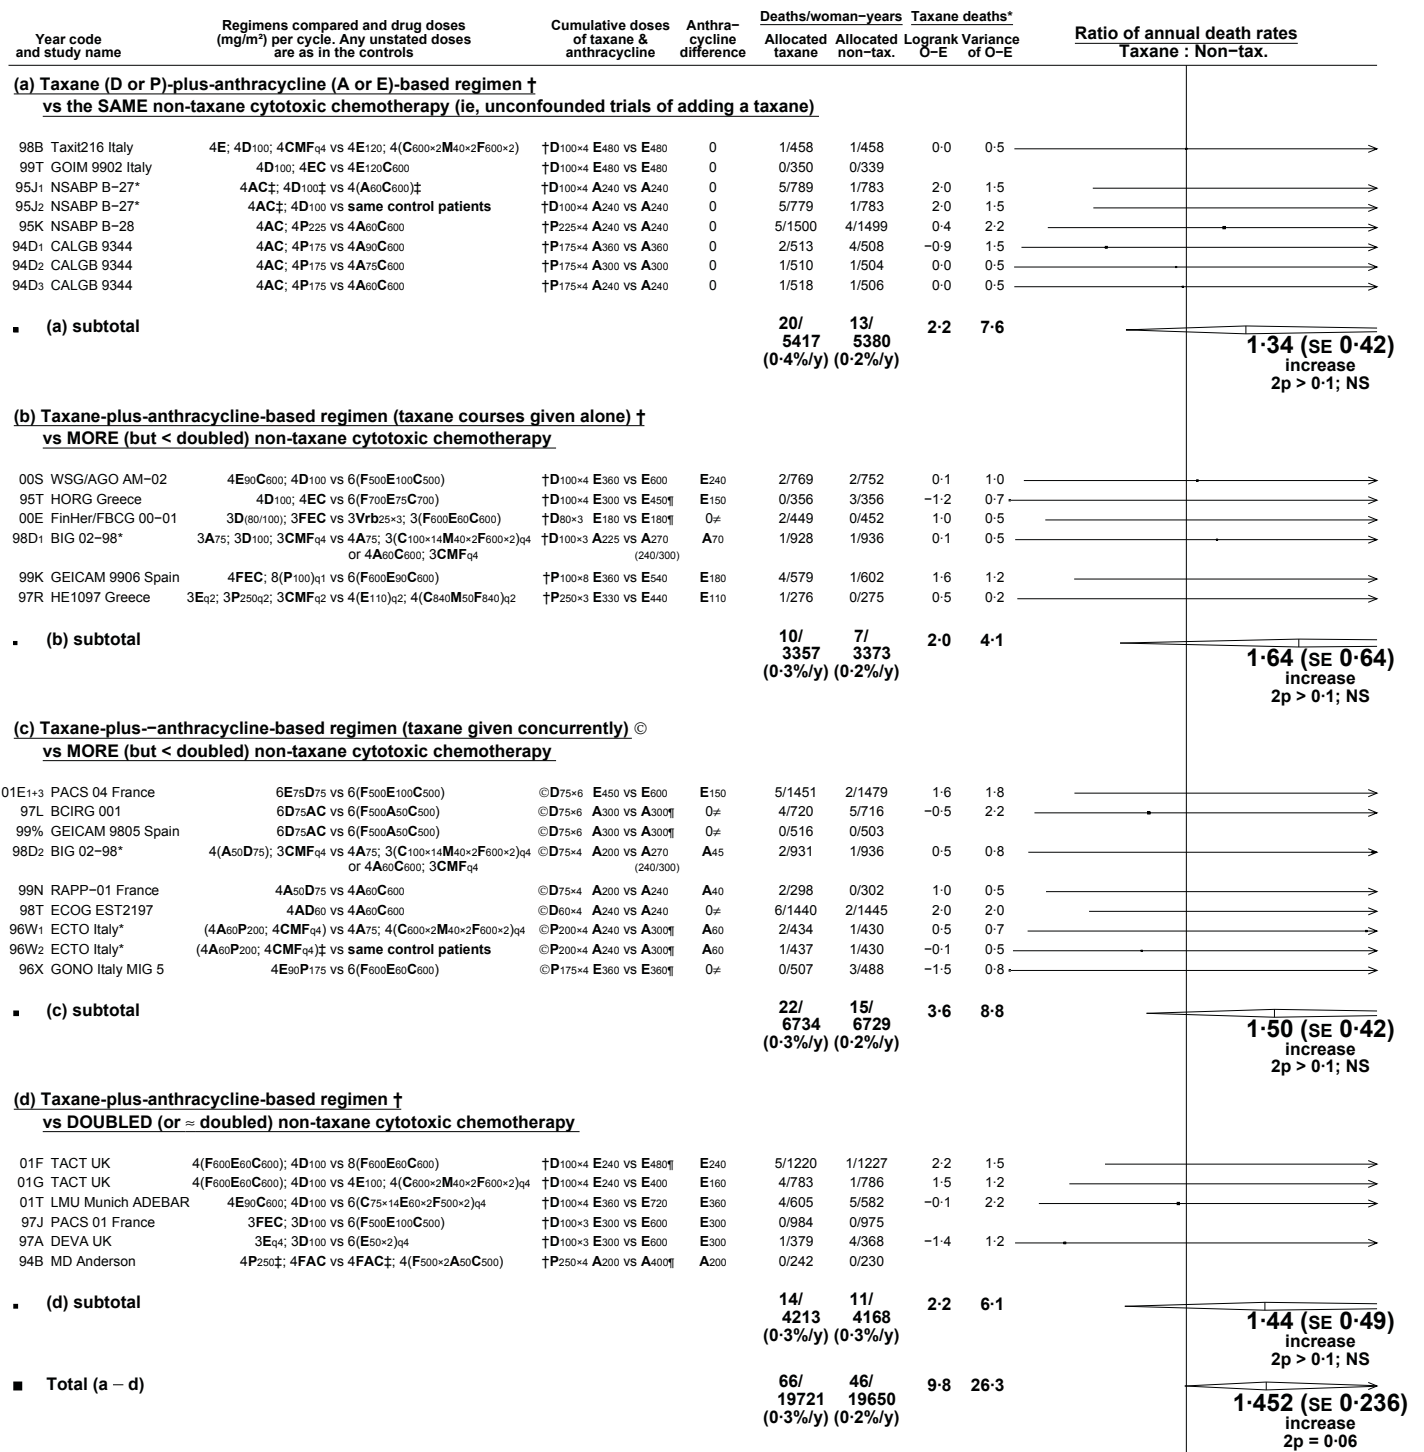 Year code and study name | Regimens compared and drug doses (mg/m²) per cycle. Any unstated doses are as in the controls | Cumulative doses of taxane & anthracycline | Anthra−cycline difference | Deaths/woman−years Allocated taxane | Allocated non−tax. | Taxane deaths* Logrank O−E | Variance of O−E | Ratio of annual death rates Taxane : Non−tax.
(a) Taxane (D or P)-plus-anthracycline (A or E)-based regimen †
vs the SAME non-taxane cytotoxic chemotherapy (ie, unconfounded trials of adding a taxane)
98B Taxit216 Italy 4E; 4D100; 4CMFq4 vs 4E120; 4(C600×2M40×2F600×2) †D100×4 E480 vs E480 0 1/458 1/458 0·0 0·5
99T GOIM 9902 Italy 4D100; 4EC vs 4E120C600 †D100×4 E480 vs E480 0 0/350 0/339
95J1 NSABP B−27* 4AC‡; 4D100‡ vs 4(A60C600)‡ †D100×4 A240 vs A240 0 5/789 1/783 2·0 1·5
95J2 NSABP B−27* 4AC‡; 4D100 vs same control patients †D100×4 A240 vs A240 0 5/779 1/783 2·0 1·5
95K NSABP B−28 4AC; 4P225 vs 4A60C600 †P225×4 A240 vs A240 0 5/1500 4/1499 0·4 2·2
94D1 CALGB 9344 4AC; 4P175 vs 4A90C600 †P175×4 A360 vs A360 0 2/513 4/508 −0·9 1·5
94D2 CALGB 9344 4AC; 4P175 vs 4A75C600 †P175×4 A300 vs A300 0 1/510 1/504 0·0 0·5
94D3 CALGB 9344 4AC; 4P175 vs 4A60C600 †P175×4 A240 vs A240 0 1/518 1/506 0·0 0·5
(a) subtotal 20/5417 (0·4%/y) 13/5380 (0·2%/y) 2·2 7·6
1·34 (SE 0·42)
increase
2p > 0·1; NS
(b) Taxane-plus-anthracycline-based regimen (taxane courses given alone) †
vs MORE (but < doubled) non-taxane cytotoxic chemotherapy
00S WSG/AGO AM−02 4E90C600; 4D100 vs 6(F500E100C500) †D100×4 E360 vs E600 E240 2/769 2/752 0·1 1·0
95T HORG Greece 4D100; 4EC vs 6(F700E75C700) †D100×4 E300 vs E450¶ E150 0/356 3/356 −1·2 0·7
00E FinHer/FBCG 00−01 3D(80/100); 3FEC vs 3Vrb25×3; 3(F600E60C600) †D80×3 E180 vs E180¶ 0≠ 2/449 0/452 1·0 0·5
98D1 BIG 02−98* 3A75; 3D100; 3CMFq4 vs 4A75; 3(C100×14M40×2F600×2)q4 †D100×3 A225 vs A270 A70 1/928 1/936 0·1 0·5
or 4A60C600; 3CMFq4 (240/300)
99K GEICAM 9906 Spain 4FEC; 8(P100)q1 vs 6(F600E90C600) †P100×8 E360 vs E540 E180 4/579 1/602 1·6 1·2
97R HE1097 Greece 3Eq2; 3P250q2; 3CMFq2 vs 4(E110)q2; 4(C840M50F840)q2 †P250×3 E330 vs E440 E110 1/276 0/275 0·5 0·2
(b) subtotal 10/3357 (0·3%/y) 7/3373 (0·2%/y) 2·0 4·1
1·64 (SE 0·64)
increase
2p > 0·1; NS
(c) Taxane-plus-−anthracycline-based regimen (taxane given concurrently) ©
vs MORE (but < doubled) non-taxane cytotoxic chemotherapy
01E1+3 PACS 04 France 6E75D75 vs 6(F500E100C500) ©D75×6 E450 vs E600 E150 5/1451 2/1479 1·6 1·8
97L BCIRG 001 6D75AC vs 6(F500A50C500) ©D75×6 A300 vs A300¶ 0≠ 4/720 5/716 −0·5 2·2
99% GEICAM 9805 Spain 6D75AC vs 6(F500A50C500) ©D75×6 A300 vs A300¶ 0≠ 0/516 0/503
98D2 BIG 02−98* 4(A50D75); 3CMFq4 vs 4A75; 3(C100×14M40×2F600×2)q4 ©D75×4 A200 vs A270 A45 2/931 1/936 0·5 0·8
or 4A60C600; 3CMFq4 (240/300)
99N RAPP−01 France 4A50D75 vs 4A60C600 ©D75×4 A200 vs A240 A40 2/298 0/302 1·0 0·5
98T ECOG EST2197 4AD60 vs 4A60C600 ©D60×4 A240 vs A240 0≠ 6/1440 2/1445 2·0 2·0
96W1 ECTO Italy* (4A60P200; 4CMFq4) vs 4A75; 4(C600×2M40×2F600×2)q4 ©P200×4 A240 vs A300¶ A60 2/434 1/430 0·5 0·7
96W2 ECTO Italy* (4A60P200; 4CMFq4)‡ vs same control patients ©P200×4 A240 vs A300¶ A60 1/437 1/430 −0·1 0·5
96X GONO Italy MIG 5 4E90P175 vs 6(F600E60C600) ©P175×4 E360 vs E360¶ 0≠ 0/507 3/488 −1·5 0·8
(c) subtotal 22/6734 (0·3%/y) 15/6729 (0·2%/y) 3·6 8·8
1·50 (SE 0·42)
increase
2p > 0·1; NS
(d) Taxane-plus-anthracycline-based regimen †
vs DOUBLED (or ≈ doubled) non-taxane cytotoxic chemotherapy
01F TACT UK 4(F600E60C600); 4D100 vs 8(F600E60C600) †D100×4 E240 vs E480¶ E240 5/1220 1/1227 2·2 1·5
01G TACT UK 4(F600E60C600); 4D100 vs 4E100; 4(C600×2M40×2F600×2)q4 †D100×4 E240 vs E400 E160 4/783 1/786 1·5 1·2
01T LMU Munich ADEBAR 4E90C600; 4D100 vs 6(C75×14E60×2F500×2)q4 †D100×4 E360 vs E720 E360 4/605 5/582 −0·1 2·2
97J PACS 01 France 3FEC; 3D100 vs 6(F500E100C500) †D100×3 E300 vs E600 E300 0/984 0/975
97A DEVA UK 3Eq4; 3D100 vs 6(E50×2)q4 †D100×3 E300 vs E600 E300 1/379 4/368 −1·4 1·2
94B MD Anderson 4P250‡; 4FAC vs 4FAC‡; 4(F500×2A50C500) †P250×4 A200 vs A400¶ A200 0/242 0/230
(d) subtotal 14/4213 (0·3%/y) 11/4168 (0·3%/y) 2·2 6·1
1·44 (SE 0·49)
increase
2p > 0·1; NS
Total (a − d) 66/19721 (0·3%/y) 46/19650 (0·2%/y) 9·8 26·3
1·452 (SE 0·236)
increase
2p = 0·06